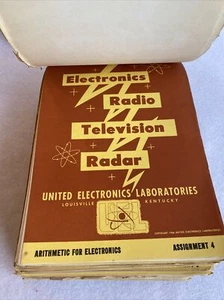 Electronics
Radio
Television
Radar
UNITED ELECTRONICS LABORATORIES
LOUISVILLE KENTUCKY
ARITHMETIC FOR ELECTRONICS ASSIGNMENT 4